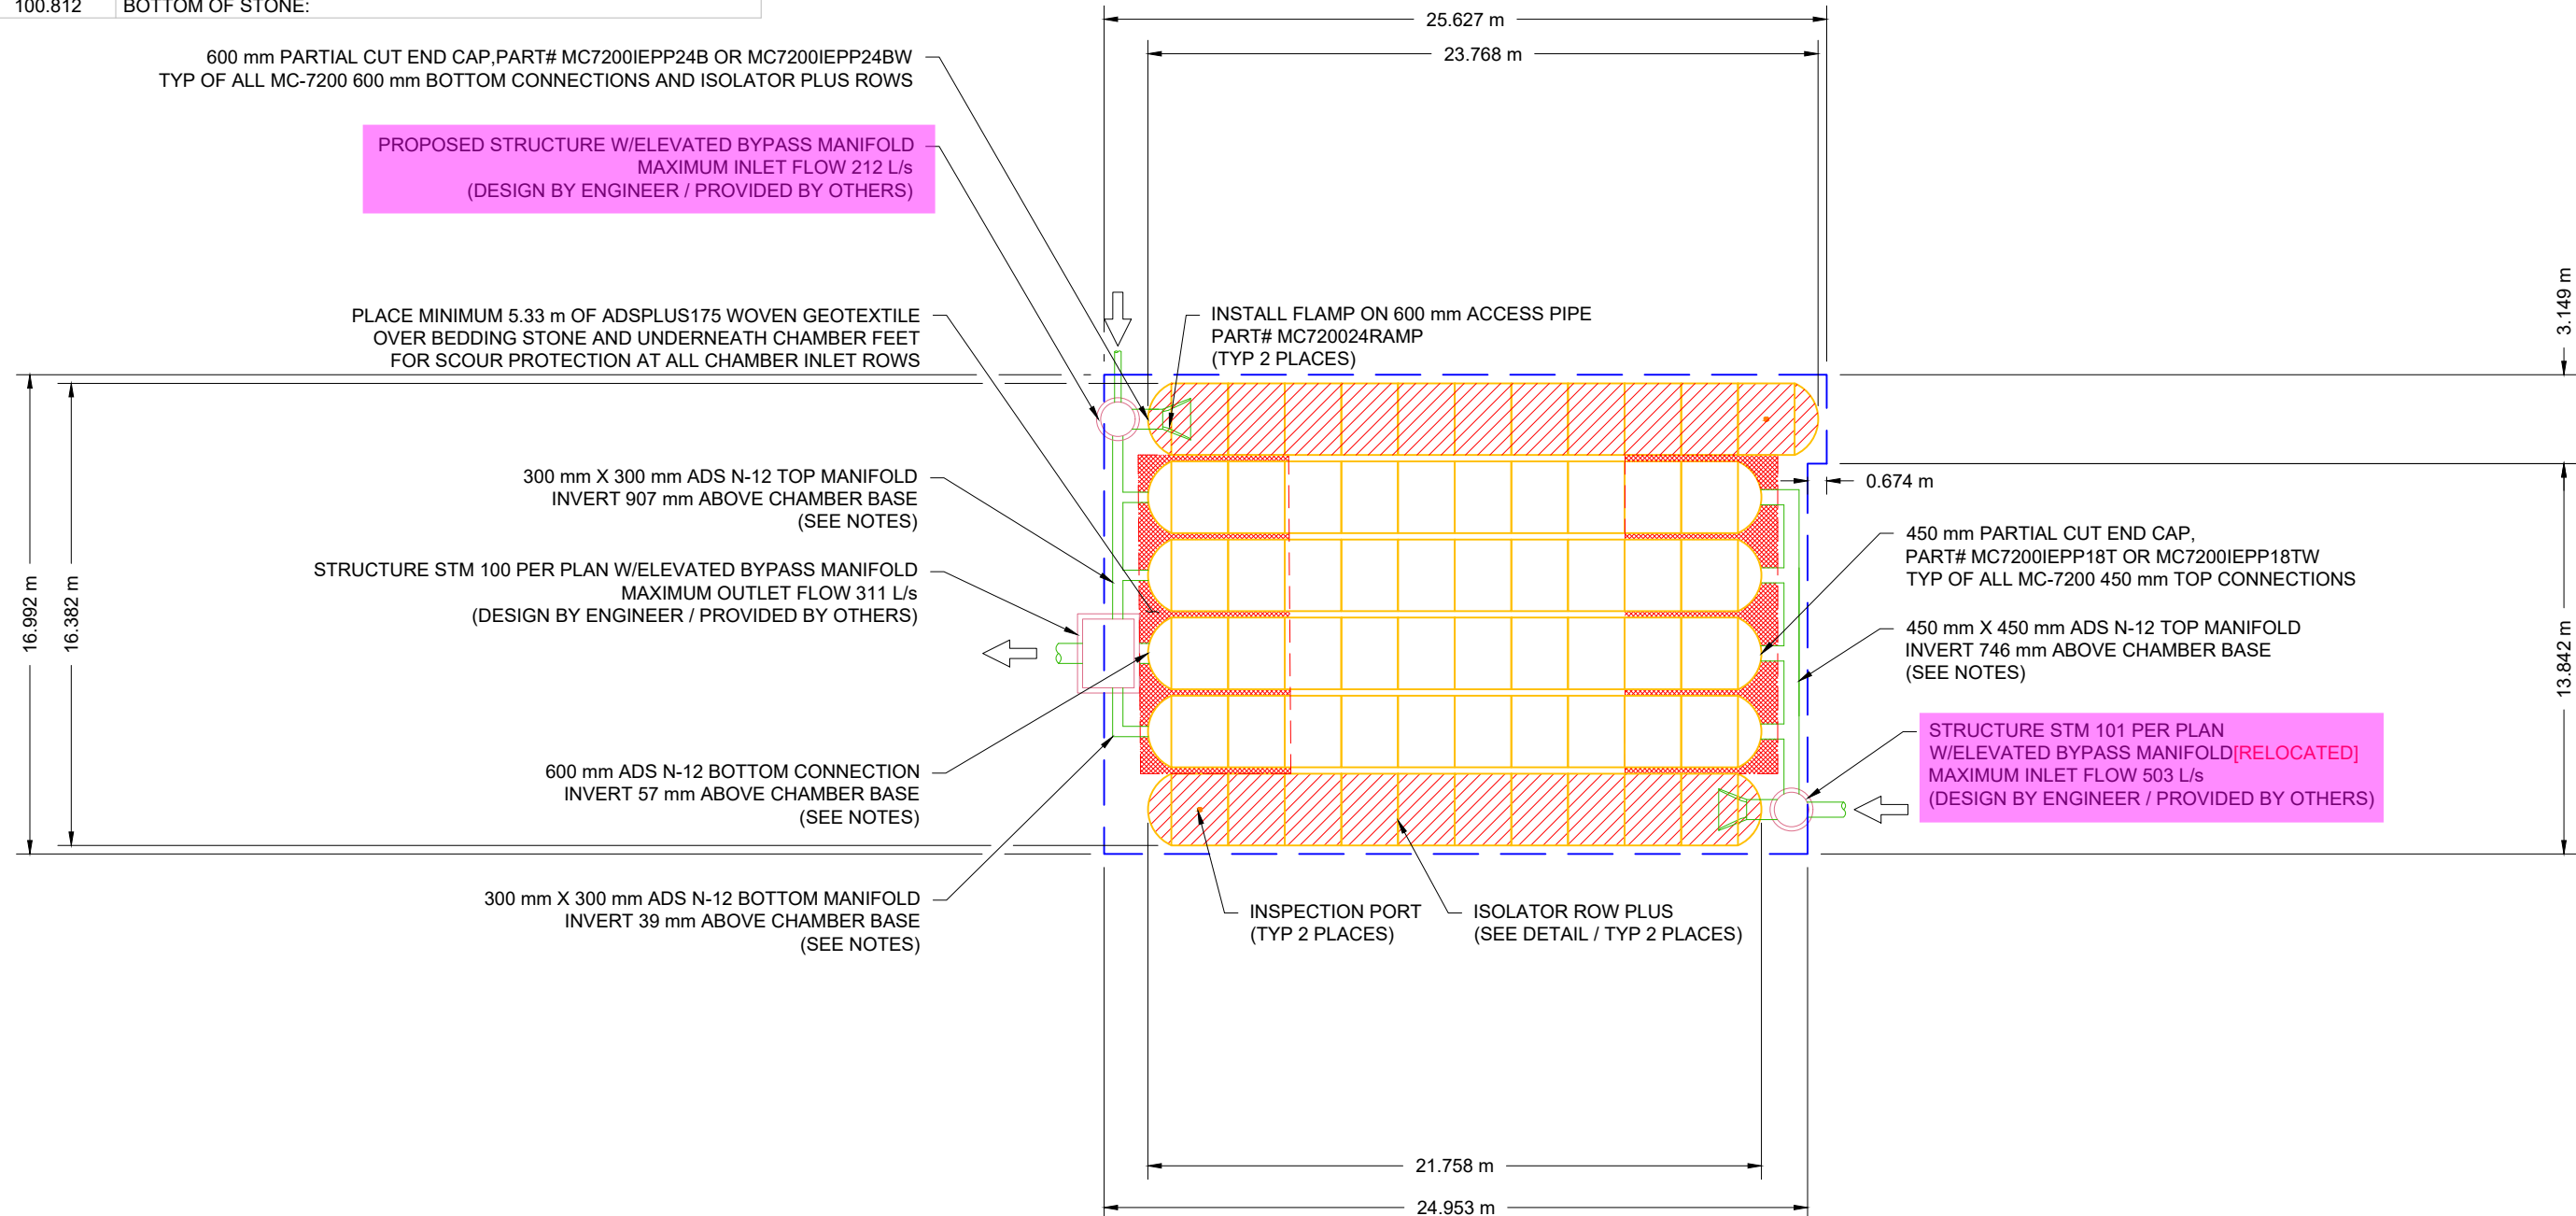 100.812 BOTTOM OF STONE:
25.627 m
23.768 m
600 mm PARTIAL CUT END CAP,PART# MC7200IEPP24B OR MC7200IEPP24BW
TYP OF ALL MC-7200 600 mm BOTTOM CONNECTIONS AND ISOLATOR PLUS ROWS
PROPOSED STRUCTURE W/ELEVATED BYPASS MANIFOLD
MAXIMUM INLET FLOW 212 L/s
(DESIGN BY ENGINEER / PROVIDED BY OTHERS)
PLACE MINIMUM 5.33 m OF ADSPLUS175 WOVEN GEOTEXTILE
OVER BEDDING STONE AND UNDERNEATH CHAMBER FEET
FOR SCOUR PROTECTION AT ALL CHAMBER INLET ROWS
INSTALL FLAMP ON 600 mm ACCESS PIPE
PART# MC720024RAMP
(TYP 2 PLACES)
3.149 m
300 mm X 300 mm ADS N-12 TOP MANIFOLD
INVERT 907 mm ABOVE CHAMBER BASE
(SEE NOTES)
0.674 m
STRUCTURE STM 100 PER PLAN W/ELEVATED BYPASS MANIFOLD
MAXIMUM OUTLET FLOW 311 L/s
(DESIGN BY ENGINEER / PROVIDED BY OTHERS)
450 mm PARTIAL CUT END CAP,
PART# MC7200IEPP18T OR MC7200IEPP18TW
TYP OF ALL MC-7200 450 mm TOP CONNECTIONS
16.992 m
16.382 m
450 mm X 450 mm ADS N-12 TOP MANIFOLD
INVERT 746 mm ABOVE CHAMBER BASE
(SEE NOTES)
13.842 m
STRUCTURE STM 101 PER PLAN
W/ELEVATED BYPASS MANIFOLD[RELOCATED]
MAXIMUM INLET FLOW 503 L/s
(DESIGN BY ENGINEER / PROVIDED BY OTHERS)
600 mm ADS N-12 BOTTOM CONNECTION
INVERT 57 mm ABOVE CHAMBER BASE
(SEE NOTES)
300 mm X 300 mm ADS N-12 BOTTOM MANIFOLD
INVERT 39 mm ABOVE CHAMBER BASE
(SEE NOTES)
INSPECTION PORT
(TYP 2 PLACES)
ISOLATOR ROW PLUS
(SEE DETAIL / TYP 2 PLACES)
21.758 m
24.953 m